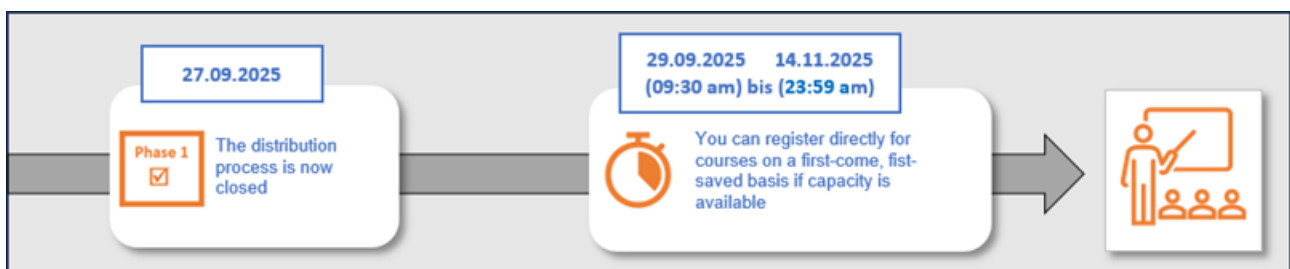 27.09.2025
Phase 1
The distribution
process is now
closed
29.09.2025 14.11.2025
(09:30 am) bis (23:59 am)
You can register directly for
courses on a first-come, fist-
saved basis if capacity is
available